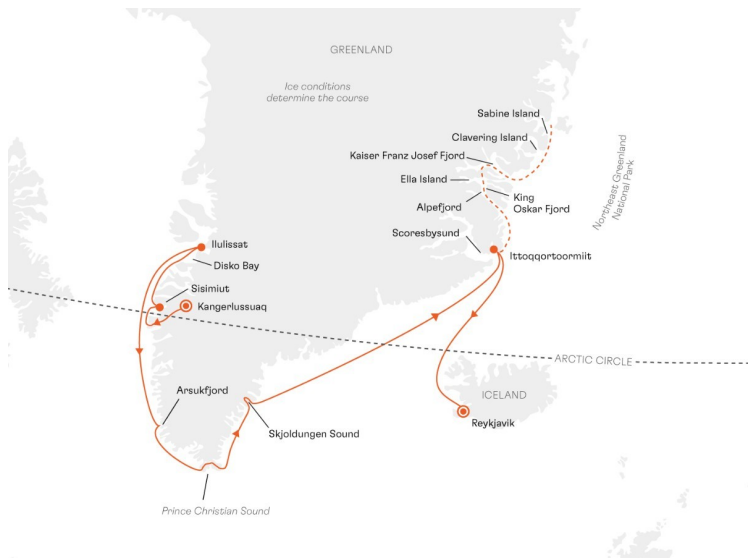 GREENLAND
Ice conditions
determine the course
Sabine Island
Clavering Island
Kaiser Franz Josef Fjord
Ella Island
King
Oskar Fjord
Alpefjord
Northeast Greenland
National Park
Scoresbysund
Ittoqqortoormiit
Ilulissat
Disko Bay
Sisimiut
Kangerlussuaq
ARCTIC CIRCLE
Arsukfjord
ICELAND
Reykjavik
Skjoldungen Sound
Prince Christian Sound